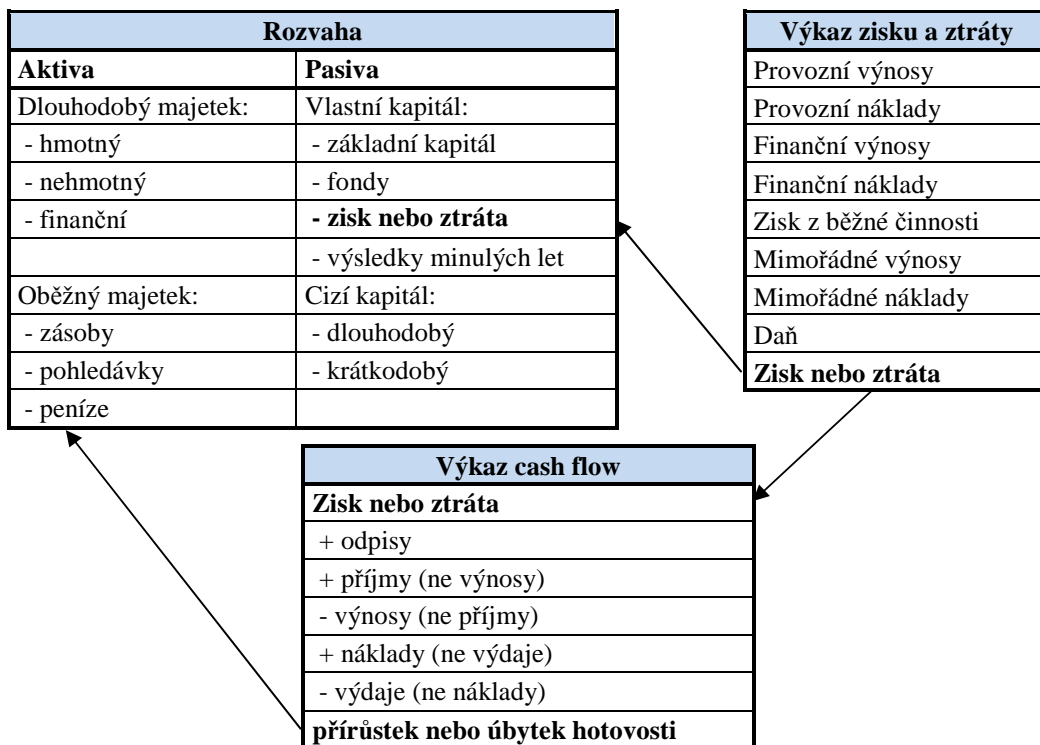 Rozvaha
Aktiva Pasiva
Dlouhodobý majetek: Vlastní kapitál:
- hmotný - základní kapitál
- nehmotný - fondy
- finanční - zisk nebo ztráta
- výsledky minulých let
Oběžný majetek: Cizí kapitál:
- zásoby - dlouhodobý
- pohledávky - krátkodobý
- peníze
Výkaz zisku a ztráty
Provozní výnosy
Provozní náklady
Finanční výnosy
Finanční náklady
Zisk z běžné činnosti
Mimořádné výnosy
Mimořádné náklady
Daň
Zisk nebo ztráta
Výkaz cash flow
Zisk nebo ztráta
+ odpisy
+ příjmy (ne výnosy)
- výnosy (ne příjmy)
+ náklady (ne výdaje)
- výdaje (ne náklady)
přírůstek nebo úbytek hotovosti